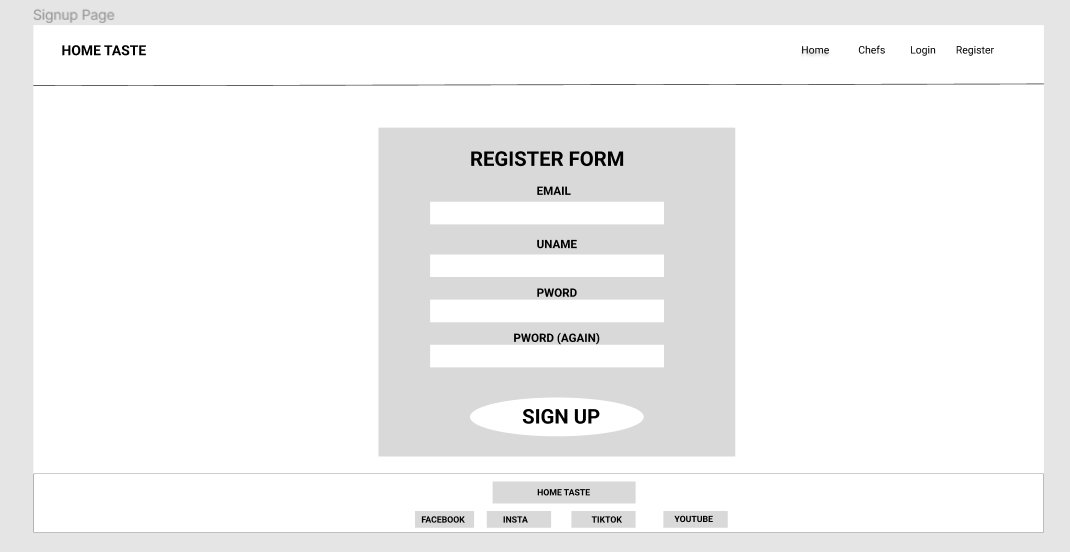 Signup Page
HOME TASTE
Home Chefs Login Register
REGISTER FORM
EMAIL
UNAME
PWORD
PWORD (AGAIN)
SIGN UP
HOME TASTE
FACEBOOK INSTA TIKTOK YOUTUBE